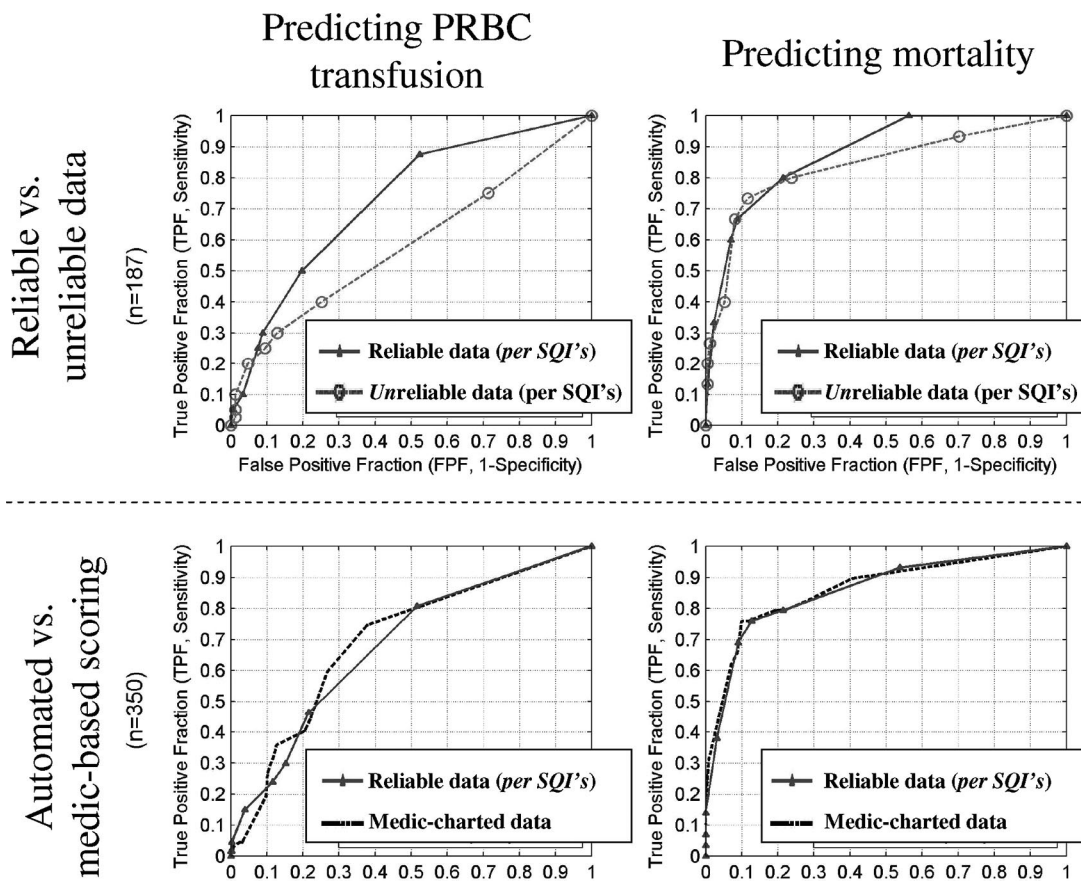 Predicting PRBC
transfusion
Predicting mortality
Reliable vs.
unreliable data
(n=187)
True Positive Fraction (TPF, Sensitivity)
1
0.9
0.8
0.7
0.6
0.5
0.4
0.3
0.2
0.1
0
Reliable data (per SQI's)
Unreliable data (per SQI's)
0 0.1 0.2 0.3 0.4 0.5 0.6 0.7 0.8 0.9 1
False Positive Fraction (FPF, 1-Specificity)
True Positive Fraction (TPF, Sensitivity)
1
0.9
0.8
0.7
0.6
0.5
0.4
0.3
0.2
0.1
0
Reliable data (per SQI's)
Unreliable data (per SQI's)
0 0.1 0.2 0.3 0.4 0.5 0.6 0.7 0.8 0.9 1
False Positive Fraction (FPF, 1-Specificity)
Automated vs.
medic-based scoring
(n=350)
True Positive Fraction (TPF, Sensitivity)
1
0.9
0.8
0.7
0.6
0.5
0.4
0.3
0.2
0.1
0
Reliable data (per SQI's)
Medic-charted data
0 0.1 0.2 0.3 0.4 0.5 0.6 0.7 0.8 0.9 1
True Positive Fraction (TPF, Sensitivity)
1
0.9
0.8
0.7
0.6
0.5
0.4
0.3
0.2
0.1
0
Reliable data (per SQI's)
Medic-charted data
0 0.1 0.2 0.3 0.4 0.5 0.6 0.7 0.8 0.9 1